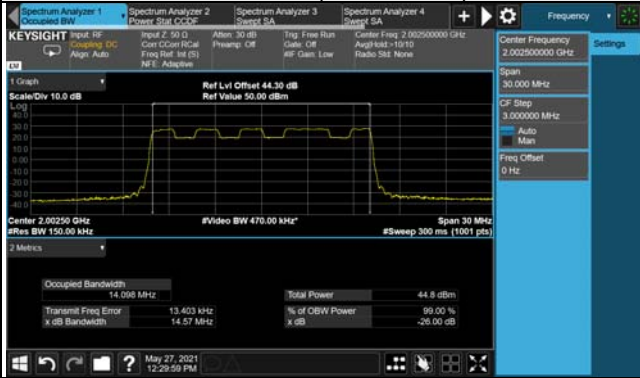 Spectrum Analyzer 1
Occupied BW
Spectrum Analyzer 2
Power Stat CCDF
Spectrum Analyzer 3
Swept SA
Spectrum Analyzer 4
Swept SA
Frequency
KEYSIGHT
Input: RF
Coupling: DC
Align: Auto
Input Z: 50 Ω
Corr CCorr RCal
Freq Ref: Int (S)
NFE: Adaptive
Atten: 30 dB
Preamp: Off
Trig: Free Run
Gate: Off
#IF Gain: Low
Center Freq: 2.002500000 GHz
Avg|Hold:>10/10
Radio Std: None
LXI
Center Frequency
2.002500000 GHz
Settings
Span
30.000 MHz
CF Step
3.000000 MHz
Auto
Man
Freq Offset
0 Hz
1 Graph
Scale/Div 10.0 dB
Ref Lvl Offset 44.30 dB
Ref Value 50.00 dBm
Log
40.0
30.0
20.0
10.0
0.00
-10.0
-20.0
-30.0
-40.0
Center 2.00250 GHz
#Res BW 150.00 kHz
#Video BW 470.00 kHz*
Span 30 MHz
#Sweep 300 ms (1001 pts)
2 Metrics
Occupied Bandwidth
14.098 MHz
Total Power
44.8 dBm
Transmit Freq Error
13.403 kHz
% of OBW Power
99.00 %
x dB Bandwidth
14.57 MHz
x dB
-26.00 dB
May 27, 2021
12:29:59 PM